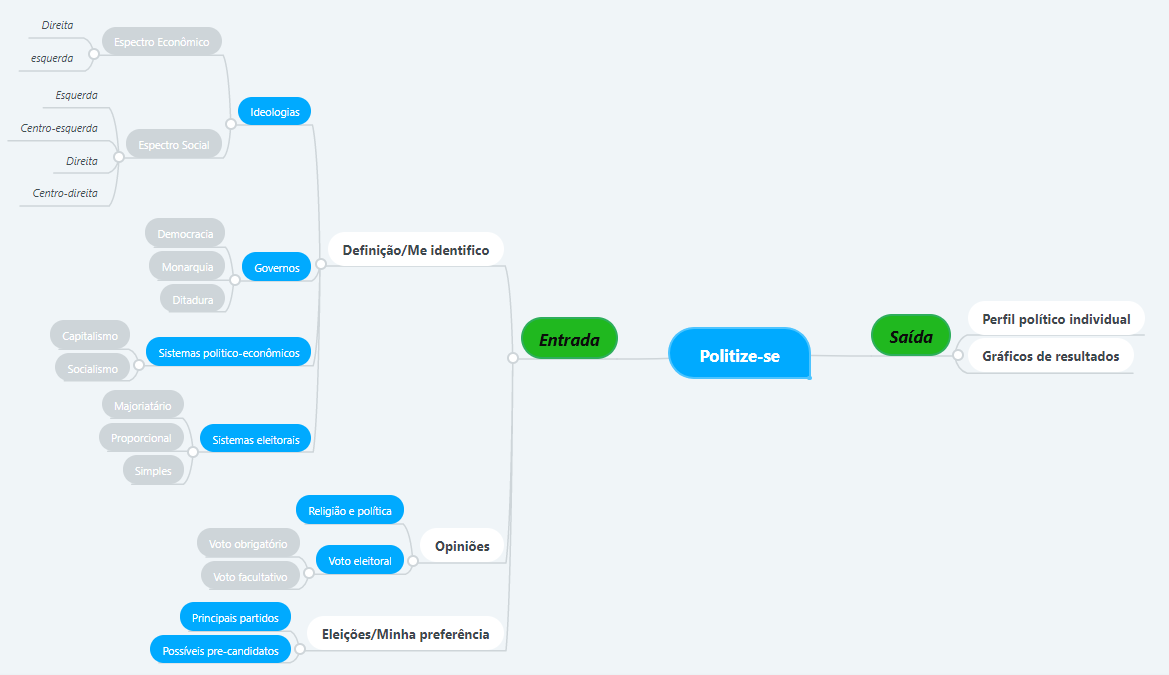 Direita
Espectro Econômico
esquerda
Esquerda
Ideologias
Centro-esquerda
Espectro Social
Direita
Centro-direita
Democracia
Definição/Me identifico
Monarquia
Governos
Ditadura
Capitalismo
Sistemas politico-econômicos
Socialismo
Majoriatário
Proporcional
Sistemas eleitorais
Simples
Entrada
Politize-se
Saída
Perfil político individual
Gráficos de resultados
Religião e política
Voto obrigatório
Opiniões
Voto eleitoral
Voto facultativo
Principais partidos
Eleições/Minha preferência
Possíveis pre-candidatos